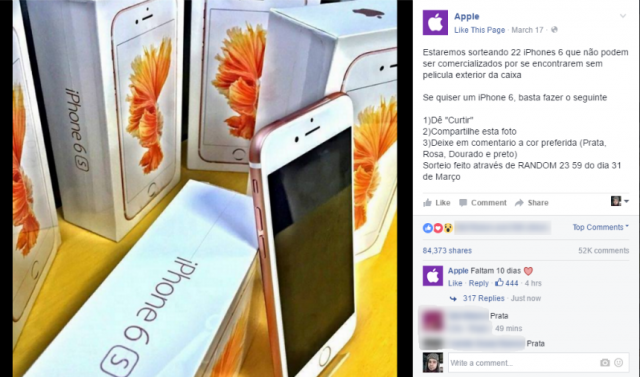 iPhone 6s
iPhone 6s
Apple
Like This Page · March 17 ·
Estaremos sorteando 22 iPhones 6 que não podem
ser comercializados por se encontrarem sem
pelicula exterior da caixa
Se quiser um iPhone 6, basta fazer o seguinte
1)Dê "Curtir"
2)Compartilhe esta foto
3)Deixe em comentario a cor preferida (Prata,
Rosa, Dourado e preto)
Sorteio feito através de RANDOM 23 59 do dia 31
de Março
Like Comment Share
Top Comments
84,373 shares 52K comments
Apple Faltam 10 dias
Like · Reply · 444 · 4 hrs
317 Replies · Just now
Prata
49 mins
Prata
Write a comment...